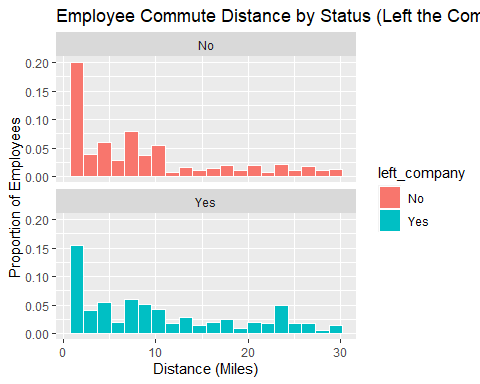 Employee Commute Distance by Status (Left the Com
No
0.20
0.15
0.10
0.05
0.00
Yes
0.20
0.15
0.10
0.05
0.00
0 10 20 30
Distance (Miles)
Proportion of Employees
left_company
No
Yes